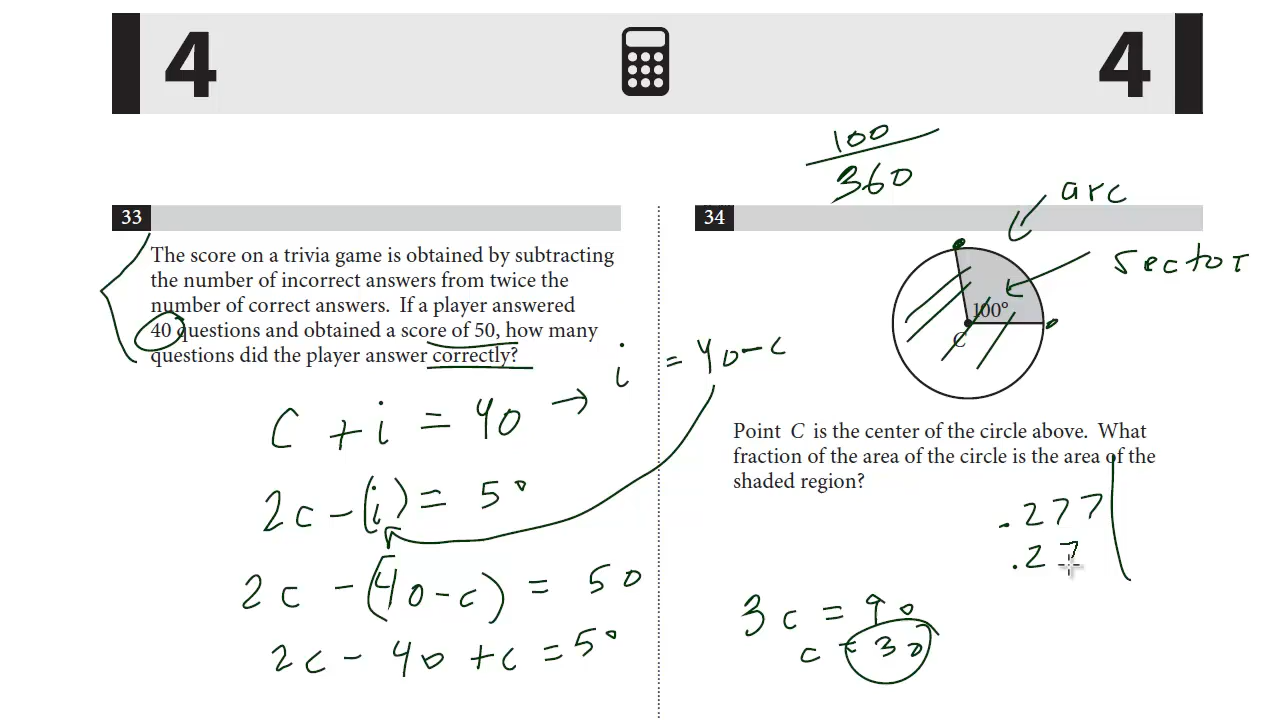 4 4
33
The score on a trivia game is obtained by subtracting
the number of incorrect answers from twice the
number of correct answers. If a player answered
40 questions and obtained a score of 50, how many
questions did the player answer correctly?
i = 40-c
C + i = 40 →
2c - (i) = 50
2c - (40-c) = 50
2c - 40 + c = 50
100
360
34
arc
sector
100°
C
Point C is the center of the circle above. What
fraction of the area of the circle is the area of the
shaded region?
.277
.27
3c = 90
c = 30